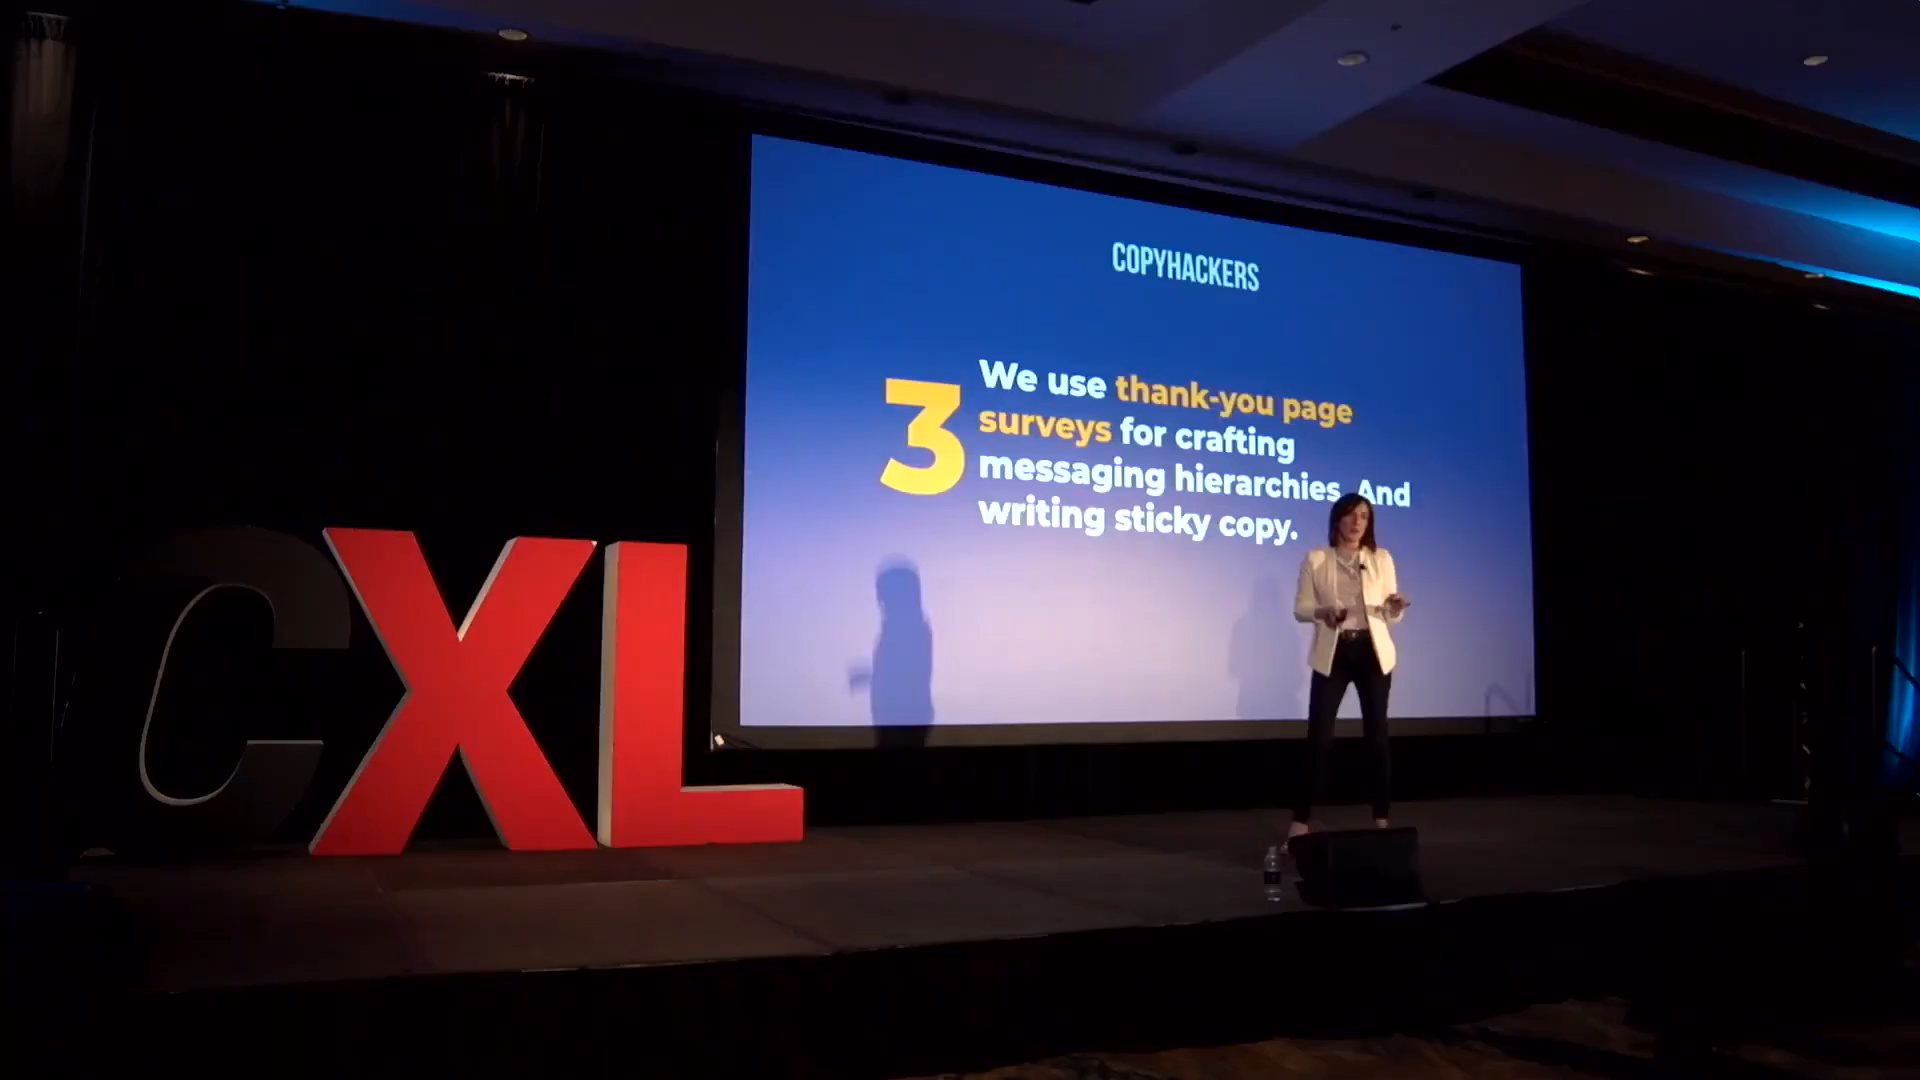 COPYHACKERS
3
We use thank-you page
surveys for crafting
messaging hierarchies. And
writing sticky copy.
CXL